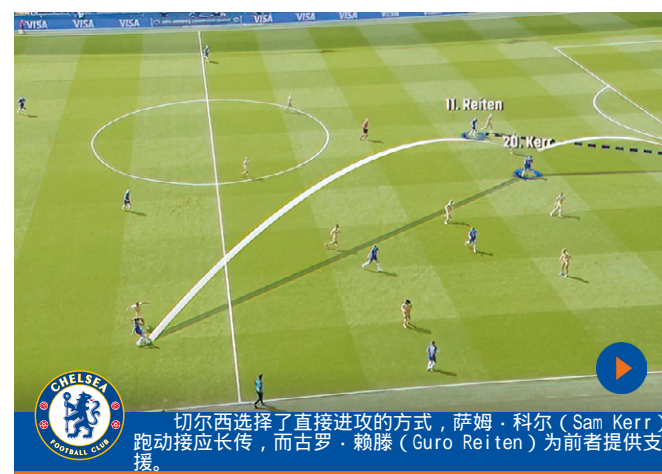 VISA VISA VISA VISA VISA VISA
11. Reiten
20. Kerr
CHELSEA
FOOTBALL CLUB
切尔西选择了直接进攻的方式，萨姆·科尔（Sam Kerr）
跑动接应长传，而古罗·赖滕（Guro Reiten）为前者提供支
援。